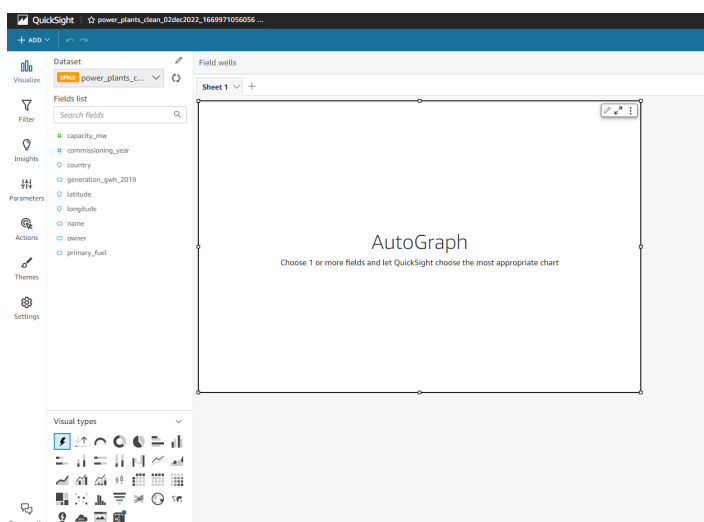 QuickSight power_plants_clean_02dec2022_1669971056056 ...
+ ADD
Visualize
Filter
Insights
Parameters
Actions
Themes
Settings
Dataset
SPICE power_plants_c...
Fields list
Search fields
# capacity_mw
# commissioning_year
country
generation_gwh_2019
latitude
longitude
name
owner
primary_fuel
Visual types
Field wells
Sheet 1 +
AutoGraph
Choose 1 or more fields and let QuickSight choose the most appropriate chart